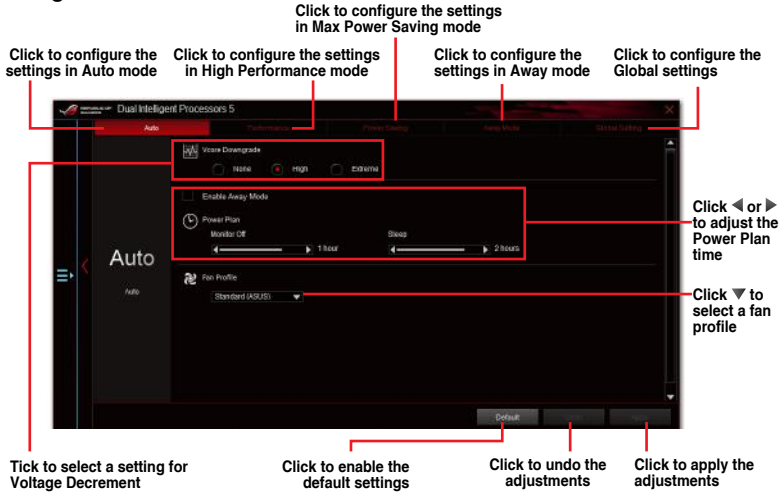 Click to configure the settings
in Max Power Saving mode
Click to configure the
settings in Auto mode
Click to configure the settings
in High Performance mode
Click to configure the
settings in Away mode
Click to configure the
Global settings
REPUBLIC OF GAMERS
Dual Intelligent Processors 5
Auto
Performance
Power Saving
Away Mode
Global Setting
Vcore Downgrade
None
High
Extreme
Enable Away Mode
Power Plan
Monitor Off
Sleep
1 hour
2 hours
Auto
Auto
Fan Profile
Standard (ASUS)
Default
Click ◀ or ▶
to adjust the
Power Plan
time
Click ▼ to
select a fan
profile
Tick to select a setting for
Voltage Decrement
Click to enable the
default settings
Click to undo the
adjustments
Click to apply the
adjustments